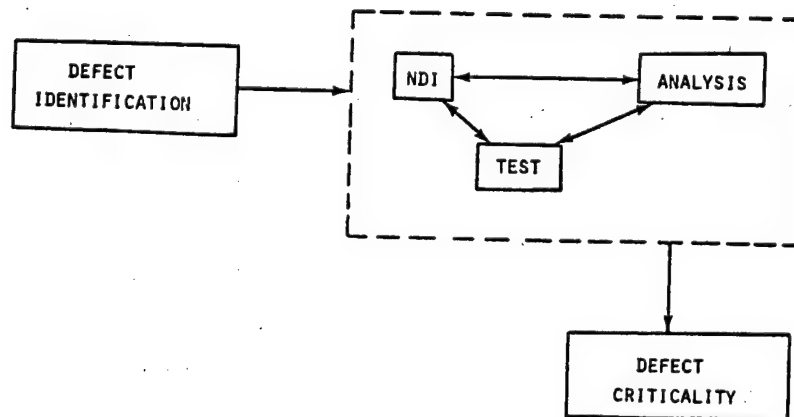 DEFECT
IDENTIFICATION
NDI
ANALYSIS
TEST
DEFECT
CRITICALITY